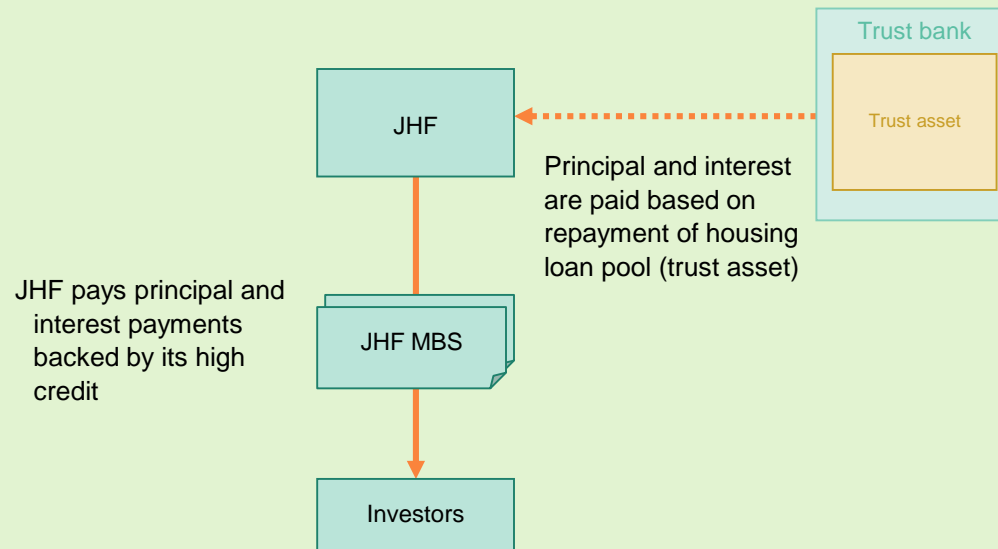 Trust bank
Trust asset
JHF
Principal and interest
are paid based on
repayment of housing
loan pool (trust asset)
JHF pays principal and
interest payments
backed by its high
credit
JHF MBS
Investors